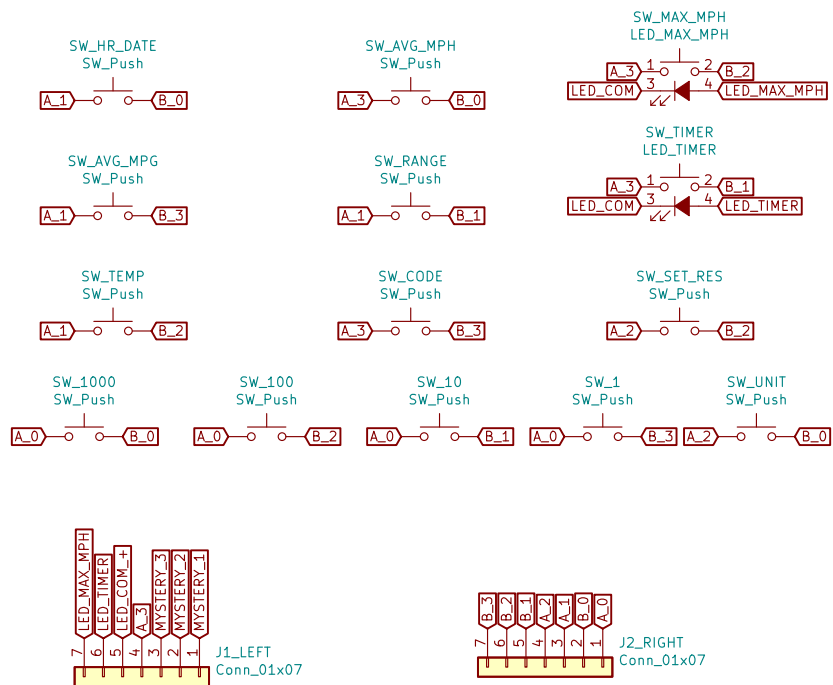 SW_HR_DATE
SW_Push
A_1 B_0
SW_AVG_MPH
SW_Push
A_3 B_0
SW_MAX_MPH
LED_MAX_MPH
A_3 1 2 B_2
LED_COM 3 4 LED_MAX_MPH
SW_AVG_MPG
SW_Push
A_1 B_3
SW_RANGE
SW_Push
A_1 B_1
SW_TIMER
LED_TIMER
A_3 1 2 B_1
LED_COM 3 4 LED_TIMER
SW_TEMP
SW_Push
A_1 B_2
SW_CODE
SW_Push
A_3 B_3
SW_SET_RES
SW_Push
A_2 B_2
SW_1000
SW_Push
A_0 B_0
SW_100
SW_Push
A_0 B_2
SW_10
SW_Push
A_0 B_1
SW_1
SW_Push
A_0 B_3
SW_UNIT
SW_Push
A_2 B_0
LED_MAX_MPH
LED_TIMER
LED_COM_+
A_3
MYSTERY_3
MYSTERY_2
MYSTERY_1
7 6 5 4 3 2 1
J1_LEFT
Conn_01x07
B_3
B_2
B_1
A_2
A_1
B_0
A_0
7 6 5 4 3 2 1
J2_RIGHT
Conn_01x07